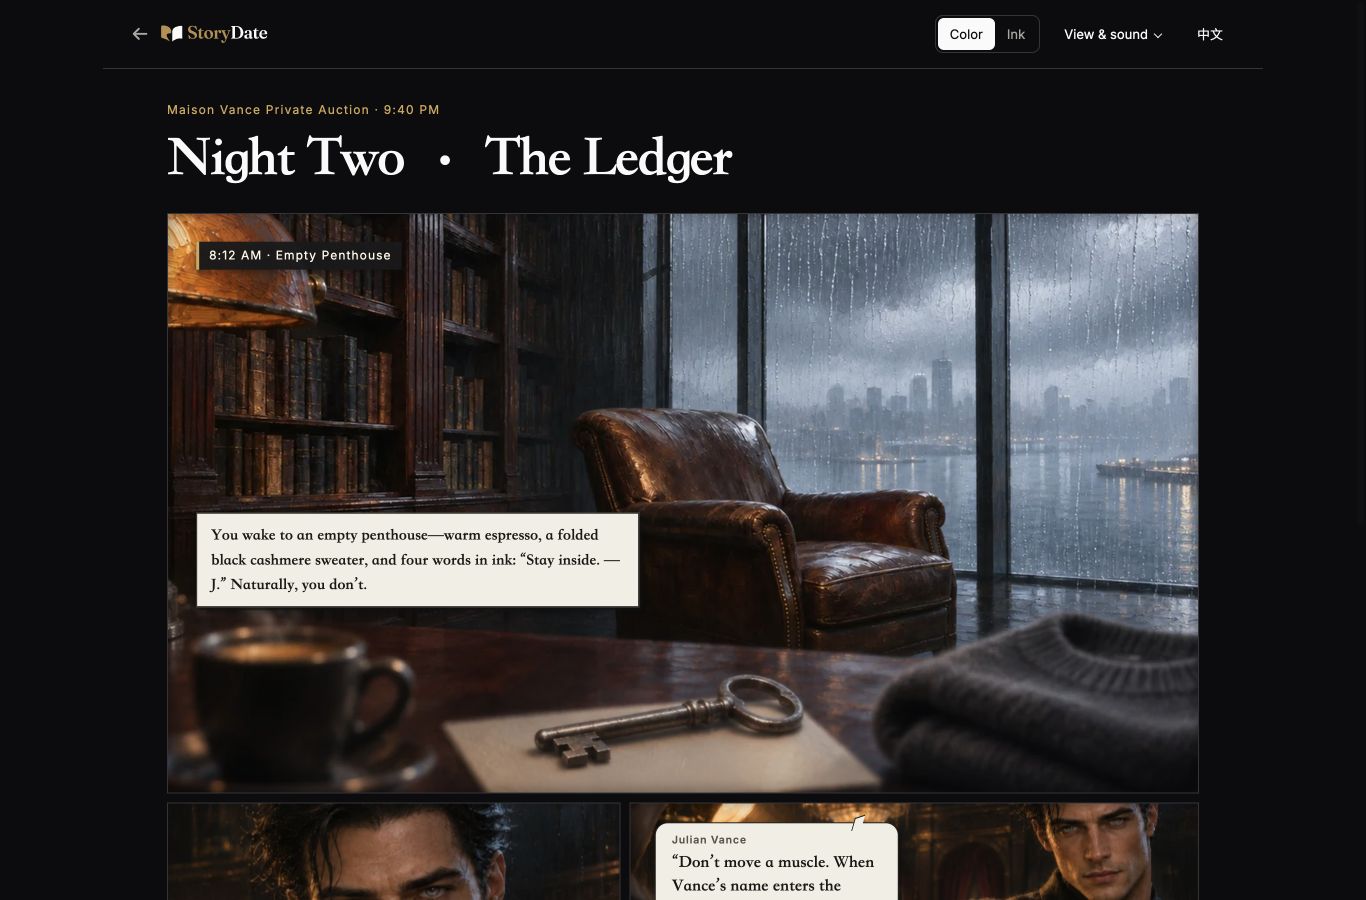 StoryDate
Color
Ink
View & sound
中文
Maison Vance Private Auction · 9:40 PM
Night Two · The Ledger
8:12 AM · Empty Penthouse
You wake to an empty penthouse—warm espresso, a folded
black cashmere sweater, and four words in ink: “Stay inside. —
J.” Naturally, you don’t.
Julian Vance
“Don’t move a muscle. When
Vance’s name enters the